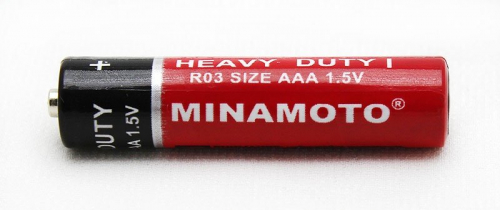 +
HEAVY DUTY
R03 SIZE AAA 1.5V
MINAMOTO®
DUTY
AA 1.5V